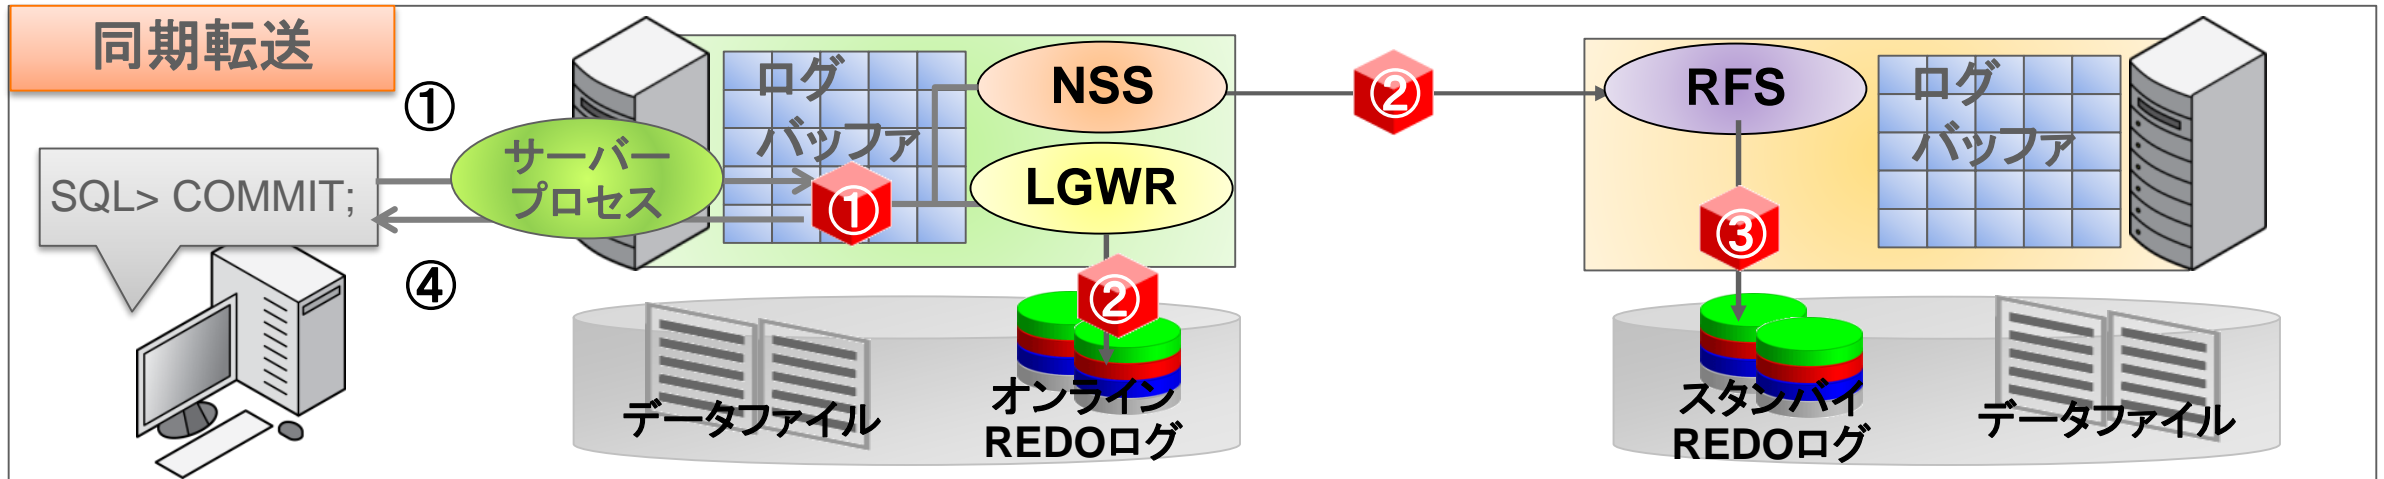 同期転送
①
SQL> COMMIT;
④
サーバー
プロセス
ログ
バッファ
①
NSS
LGWR
②
②
データファイル
オンライン
REDOログ
RFS
ログ
バッファ
③
スタンバイ
REDOログ
データファイル